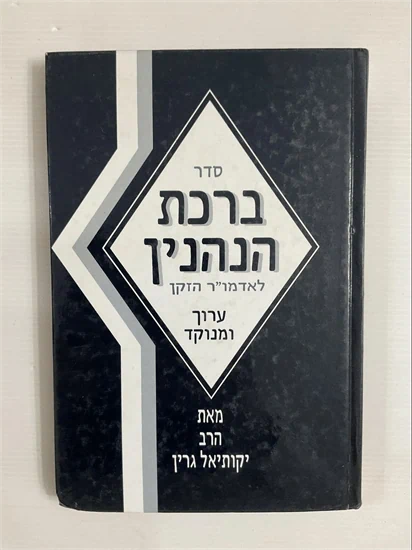 סדר
ברכת
הנהנין
לאדמו״ר הזקן
ערוך
ומנוקד
מאת
הרב
יקותיאל גרין